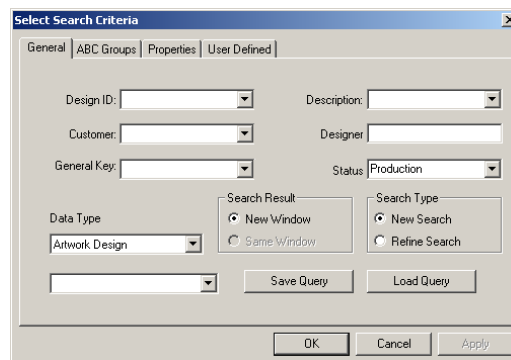 Select Search Criteria
General ABC Groups Properties User Defined
Design ID: Description:
Customer: Designer
General Key: Status Production
Search Result Search Type
Data Type New Window New Search
Artwork Design Same Window Refine Search
Save Query Load Query
OK Cancel Apply